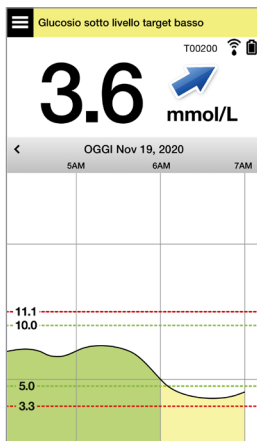 Glucosio sotto livello target basso
T00200
3.6
mmol/L
< OGGI Nov 19, 2020
5AM 6AM 7AM
11.1
10.0
5.0
3.3